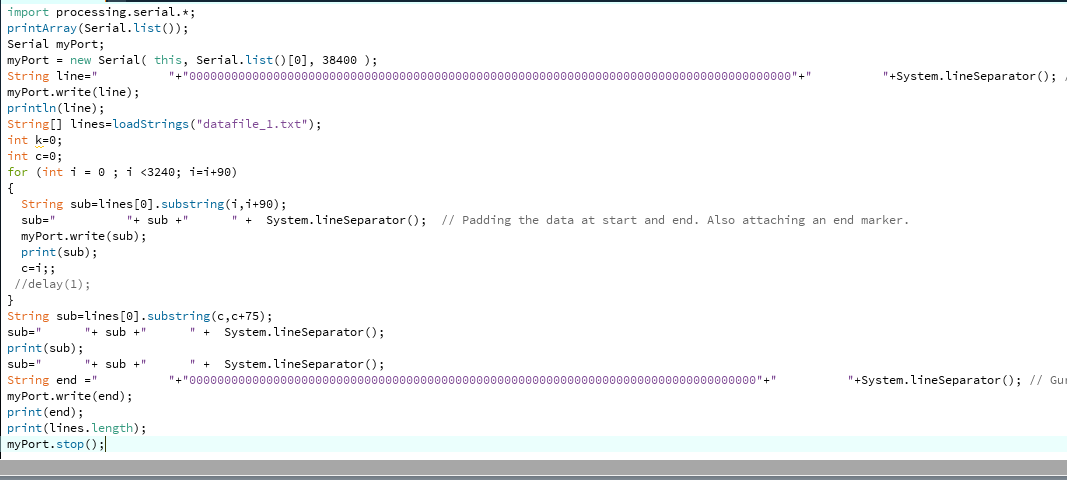 import processing.serial.*;
printArray(Serial.list());
Serial myPort;
myPort = new Serial( this, Serial.list()[0], 38400 );
String line="          "+"00000000000000000000000000000000000000000000000000000000000000000000000000000000000000"+"          "+System.lineSeparator(); /
myPort.write(line);
println(line);
String[] lines=loadStrings("datafile_1.txt");
int k=0;
int c=0;
for (int i = 0 ; i <3240; i=i+90)
{
  String sub=lines[0].substring(i,i+90);
  sub="          "+ sub +"      " +  System.lineSeparator();  // Padding the data at start and end. Also attaching an end marker.
  myPort.write(sub);
  print(sub);
  c=i;;
 //delay(1);
}
String sub=lines[0].substring(c,c+75);
sub="      "+ sub +"      " +  System.lineSeparator();
print(sub);
sub="      "+ sub +"      " +  System.lineSeparator();
String end ="          "+"000000000000000000000000000000000000000000000000000000000000000000000000000000000"+"          "+System.lineSeparator(); // Gu
myPort.write(end);
print(end);
print(lines.length);
myPort.stop();